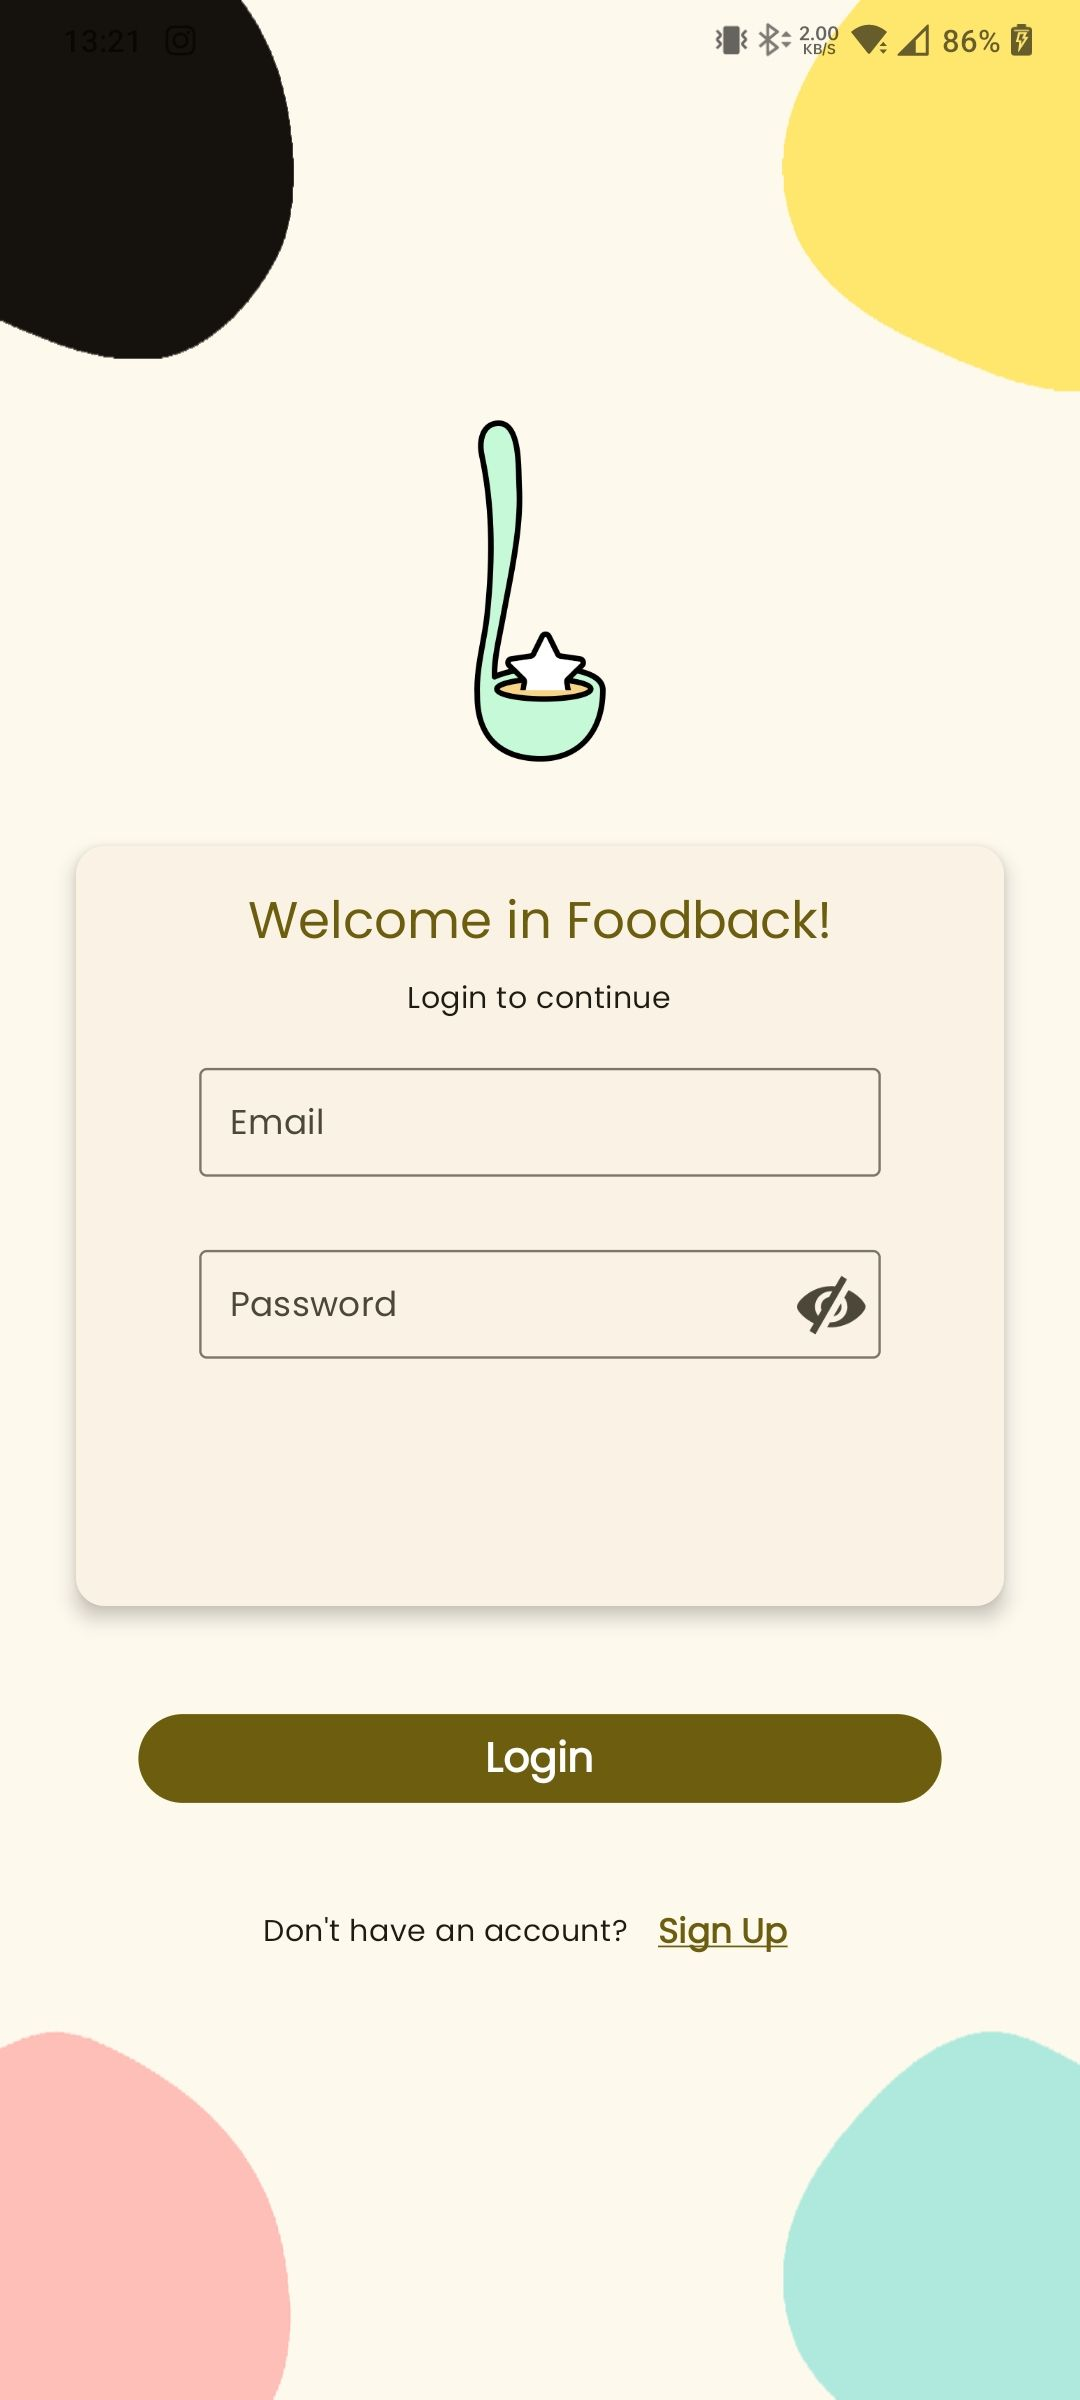 13:21
2.00
KB/S
86%
Welcome in Foodback!
Login to continue
Email
Password
Login
Don't have an account? Sign Up